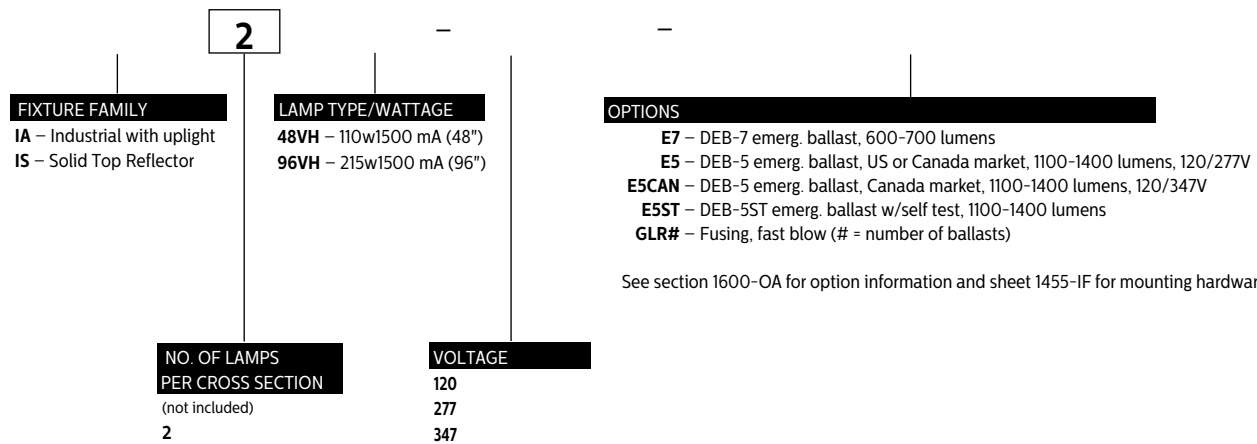 2 – –
FIXTURE FAMILY
IA – Industrial with uplight
IS – Solid Top Reflector
LAMP TYPE/WATTAGE
48VH – 110w1500 mA (48")
96VH – 215w1500 mA (96")
OPTIONS
E7 – DEB-7 emerg. ballast, 600-700 lumens
E5 – DEB-5 emerg. ballast, US or Canada market, 1100-1400 lumens, 120/277V
E5CAN – DEB-5 emerg. ballast, Canada market, 1100-1400 lumens, 120/347V
E5ST – DEB-5ST emerg. ballast w/self test, 1100-1400 lumens
GLR# – Fusing, fast blow (# = number of ballasts)
See section 1600-OA for option information and sheet 1455-IF for mounting
NO. OF LAMPS
PER CROSS SECTION
(not included)
2
VOLTAGE
120
277
347